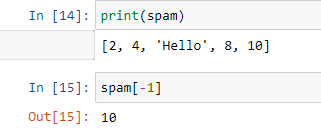 In [14]: print(spam)
[2, 4, 'Hello', 8, 10]
In [15]: spam[-1]
Out[15]: 10